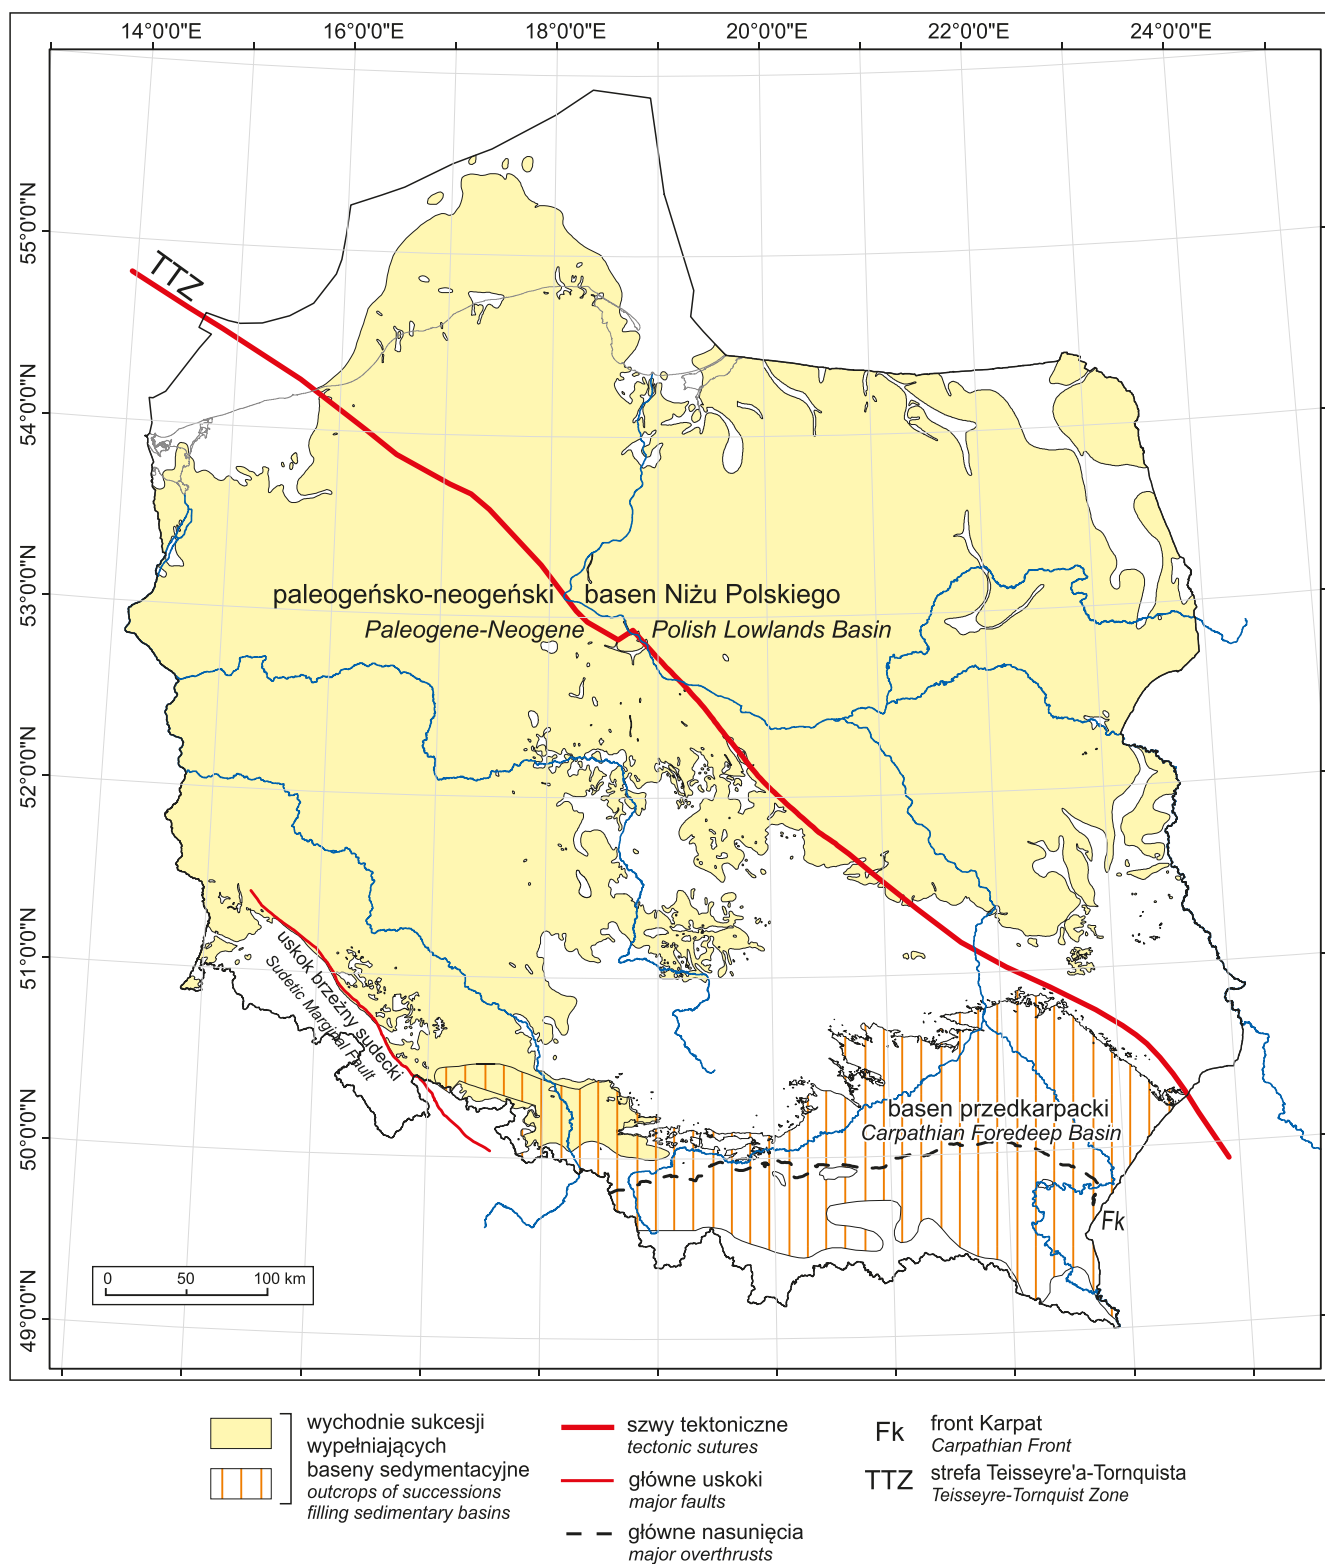 14°0'0"E 16°0'0"E 18°0'0"E 20°0'0"E 22°0'0"E 24°0'0"E
55°0'0"N
54°0'0"N
53°0'0"N
52°0'0"N
51°0'0"N
50°0'0"N
49°0'0"N
TTZ
paleogeńsko-neogeński basen Niżu Polskiego
Paleogene-Neogene Polish Lowlands Basin
uskok brzeżny sudecki
Sudetic Marginal Fault
basen przedkarpacki
Carpathian Foredeep Basin
Fk
0 50 100 km
wychodnie sukcesji
wypełniających
baseny sedymentacyjne
outcrops of successions
filling sedimentary basins
szwy tektoniczne
tectonic sutures
główne uskoki
major faults
główne nasunięcia
major overthrusts
Fk front Karpat
Carpathian Front
TTZ strefa Teisseyre'a-Tornquista
Teisseyre-Tornquist Zone